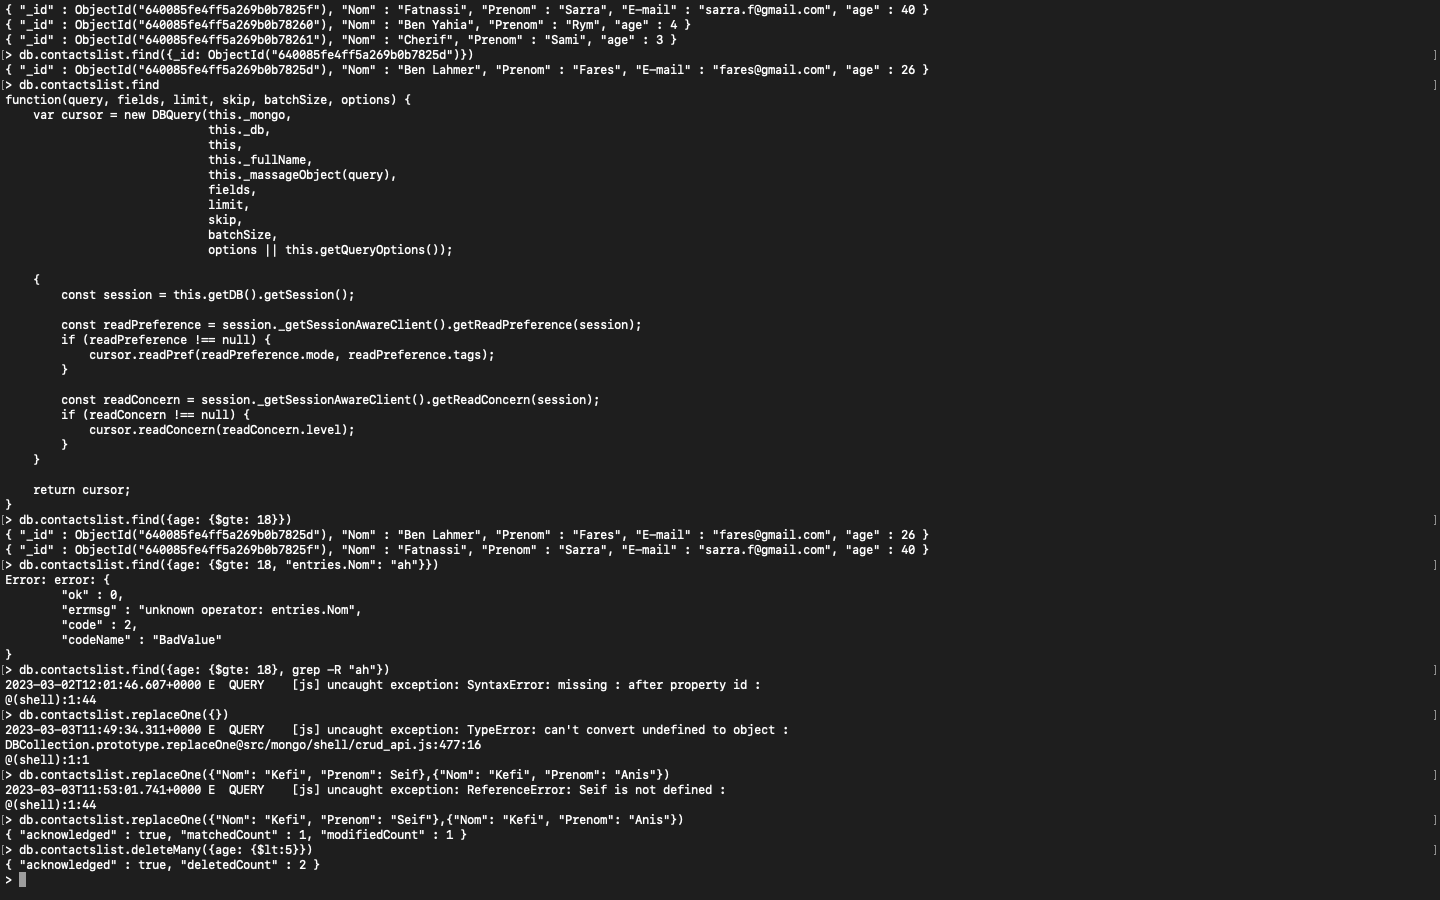 { "_id" : ObjectId("640085fe4ff5a269b0b7825f"), "Nom" : "Fatnassi", "Prenom" : "Sarra", "E-mail" : "sarra.f@gmail.com", "age" : 40 }
{ "_id" : ObjectId("640085fe4ff5a269b0b78260"), "Nom" : "Ben Yahia", "Prenom" : "Rym", "age" : 4 }
{ "_id" : ObjectId("640085fe4ff5a269b0b78261"), "Nom" : "Cherif", "Prenom" : "Sami", "age" : 3 }
[> db.contactslist.find({_id: ObjectId("640085fe4ff5a269b0b7825d")}) ]
{ "_id" : ObjectId("640085fe4ff5a269b0b7825d"), "Nom" : "Ben Lahmer", "Prenom" : "Fares", "E-mail" : "fares@gmail.com", "age" : 26 }
[> db.contactslist.find ]
function(query, fields, limit, skip, batchSize, options) {
    var cursor = new DBQuery(this._mongo,
                             this._db,
                             this,
                             this._fullName,
                             this._massageObject(query),
                             fields,
                             limit,
                             skip,
                             batchSize,
                             options || this.getQueryOptions());

    {
        const session = this.getDB().getSession();

        const readPreference = session._getSessionAwareClient().getReadPreference(session);
        if (readPreference !== null) {
            cursor.readPref(readPreference.mode, readPreference.tags);
        }

        const readConcern = session._getSessionAwareClient().getReadConcern(session);
        if (readConcern !== null) {
            cursor.readConcern(readConcern.level);
        }
    }

    return cursor;
}
[> db.contactslist.find({age: {$gte: 18}}) ]
{ "_id" : ObjectId("640085fe4ff5a269b0b7825d"), "Nom" : "Ben Lahmer", "Prenom" : "Fares", "E-mail" : "fares@gmail.com", "age" : 26 }
{ "_id" : ObjectId("640085fe4ff5a269b0b7825f"), "Nom" : "Fatnassi", "Prenom" : "Sarra", "E-mail" : "sarra.f@gmail.com", "age" : 40 }
[> db.contactslist.find({age: {$gte: 18, "entries.Nom": "ah"}}) ]
Error: error: {
        "ok" : 0,
        "errmsg" : "unknown operator: entries.Nom",
        "code" : 2,
        "codeName" : "BadValue"
}
[> db.contactslist.find({age: {$gte: 18}, grep -R "ah"}) ]
2023-03-02T12:01:46.607+0000 E  QUERY    [js] uncaught exception: SyntaxError: missing : after property id :
@(shell):1:44
[> db.contactslist.replaceOne({}) ]
2023-03-03T11:49:34.311+0000 E  QUERY    [js] uncaught exception: TypeError: can't convert undefined to object :
DBCollection.prototype.replaceOne@src/mongo/shell/crud_api.js:477:16
@(shell):1:1
[> db.contactslist.replaceOne({"Nom": "Kefi", "Prenom": Seif},{"Nom": "Kefi", "Prenom": "Anis"}) ]
2023-03-03T11:53:01.741+0000 E  QUERY    [js] uncaught exception: ReferenceError: Seif is not defined :
@(shell):1:44
[> db.contactslist.replaceOne({"Nom": "Kefi", "Prenom": "Seif"},{"Nom": "Kefi", "Prenom": "Anis"}) ]
{ "acknowledged" : true, "matchedCount" : 1, "modifiedCount" : 1 }
[> db.contactslist.deleteMany({age: {$lt:5}}) ]
{ "acknowledged" : true, "deletedCount" : 2 }
>